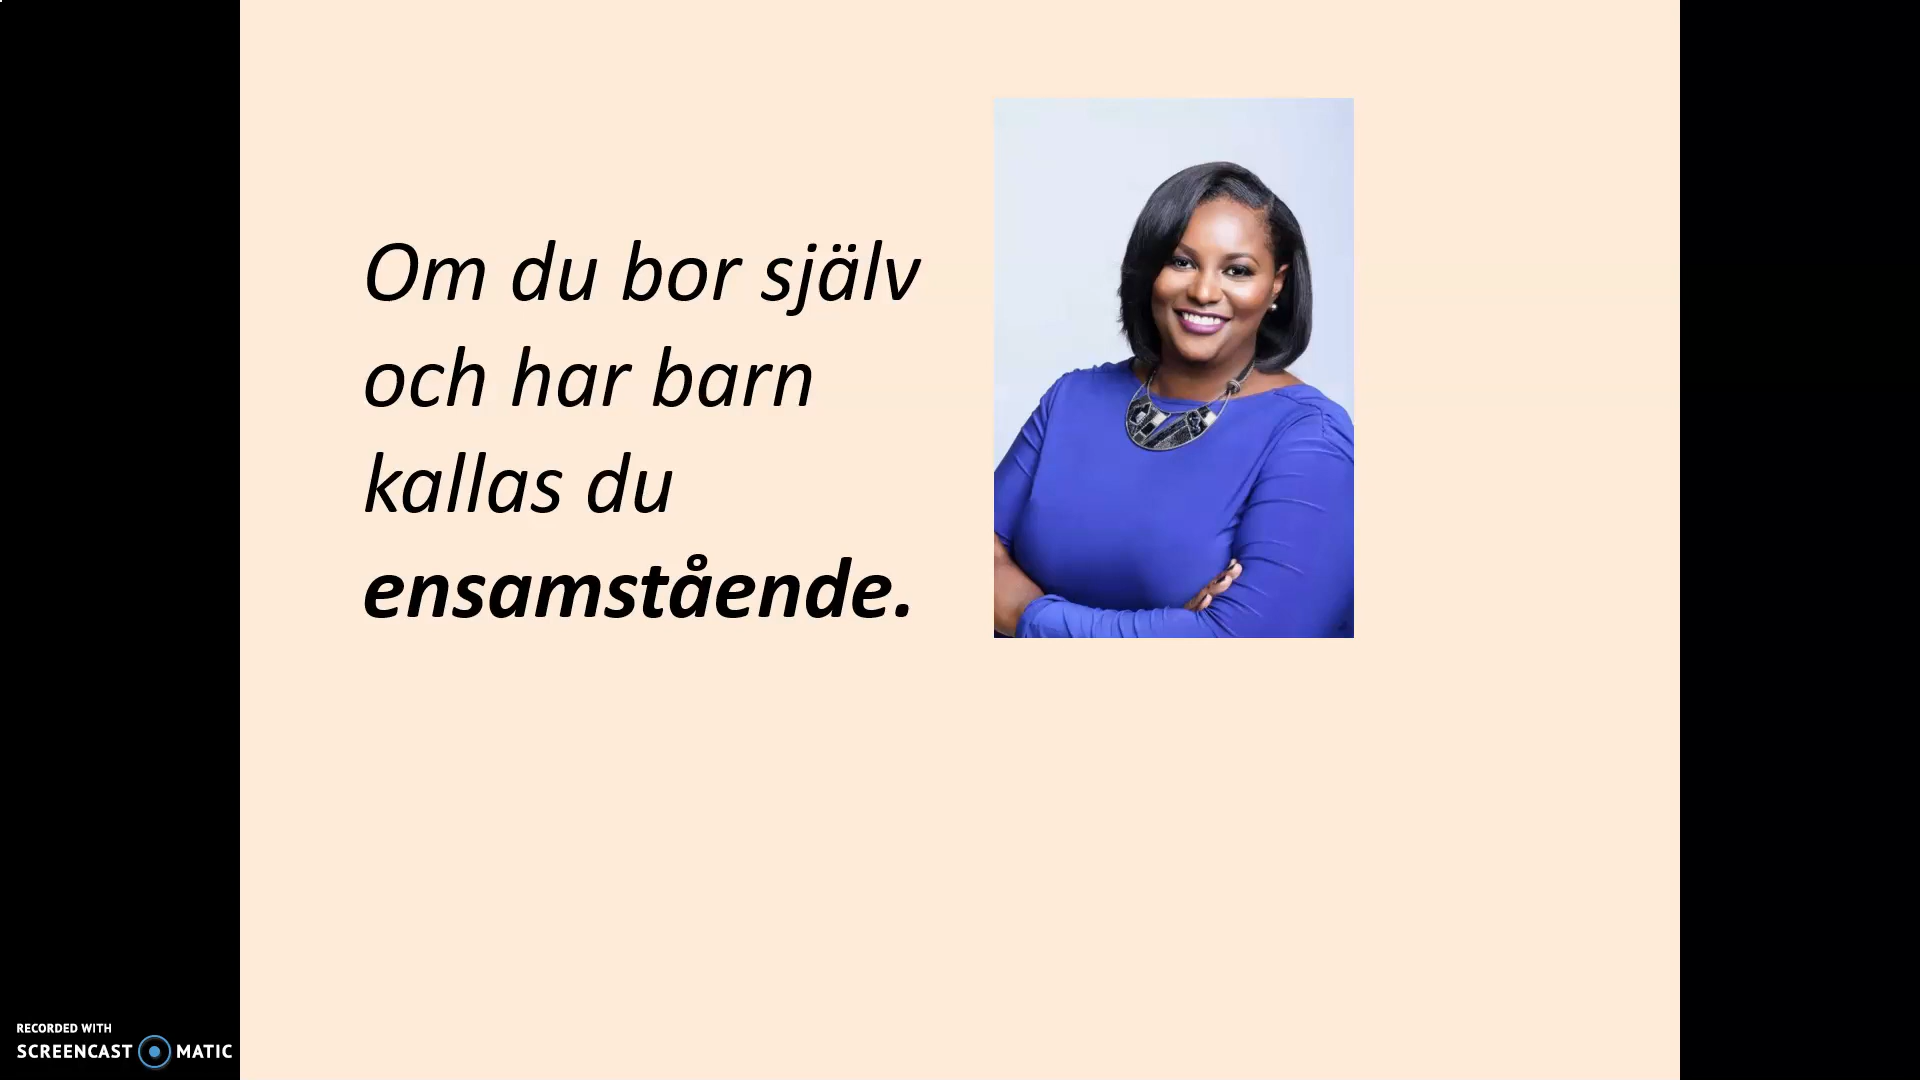 Om du bor själv
och har barn
kallas du
ensamstående.
RECORDED WITH
SCREENCAST MATIC